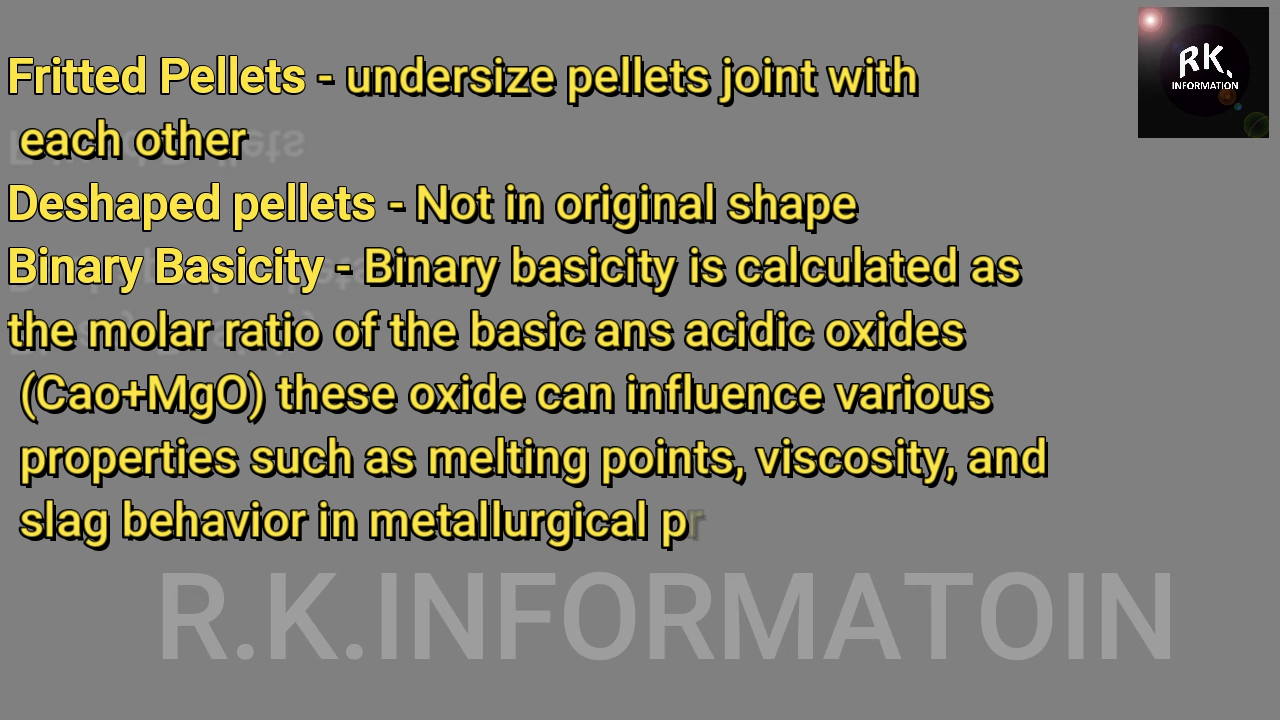 RK.
INFORMATION
Fritted Pellets - undersize pellets joint with
each other
Deshaped pellets - Not in original shape
Binary Basicity - Binary basicity is calculated as
the molar ratio of the basic ans acidic oxides
(Cao+MgO) these oxide can influence various
properties such as melting points, viscosity, and
slag behavior in metallurgical pr
R.K.INFORMATOIN